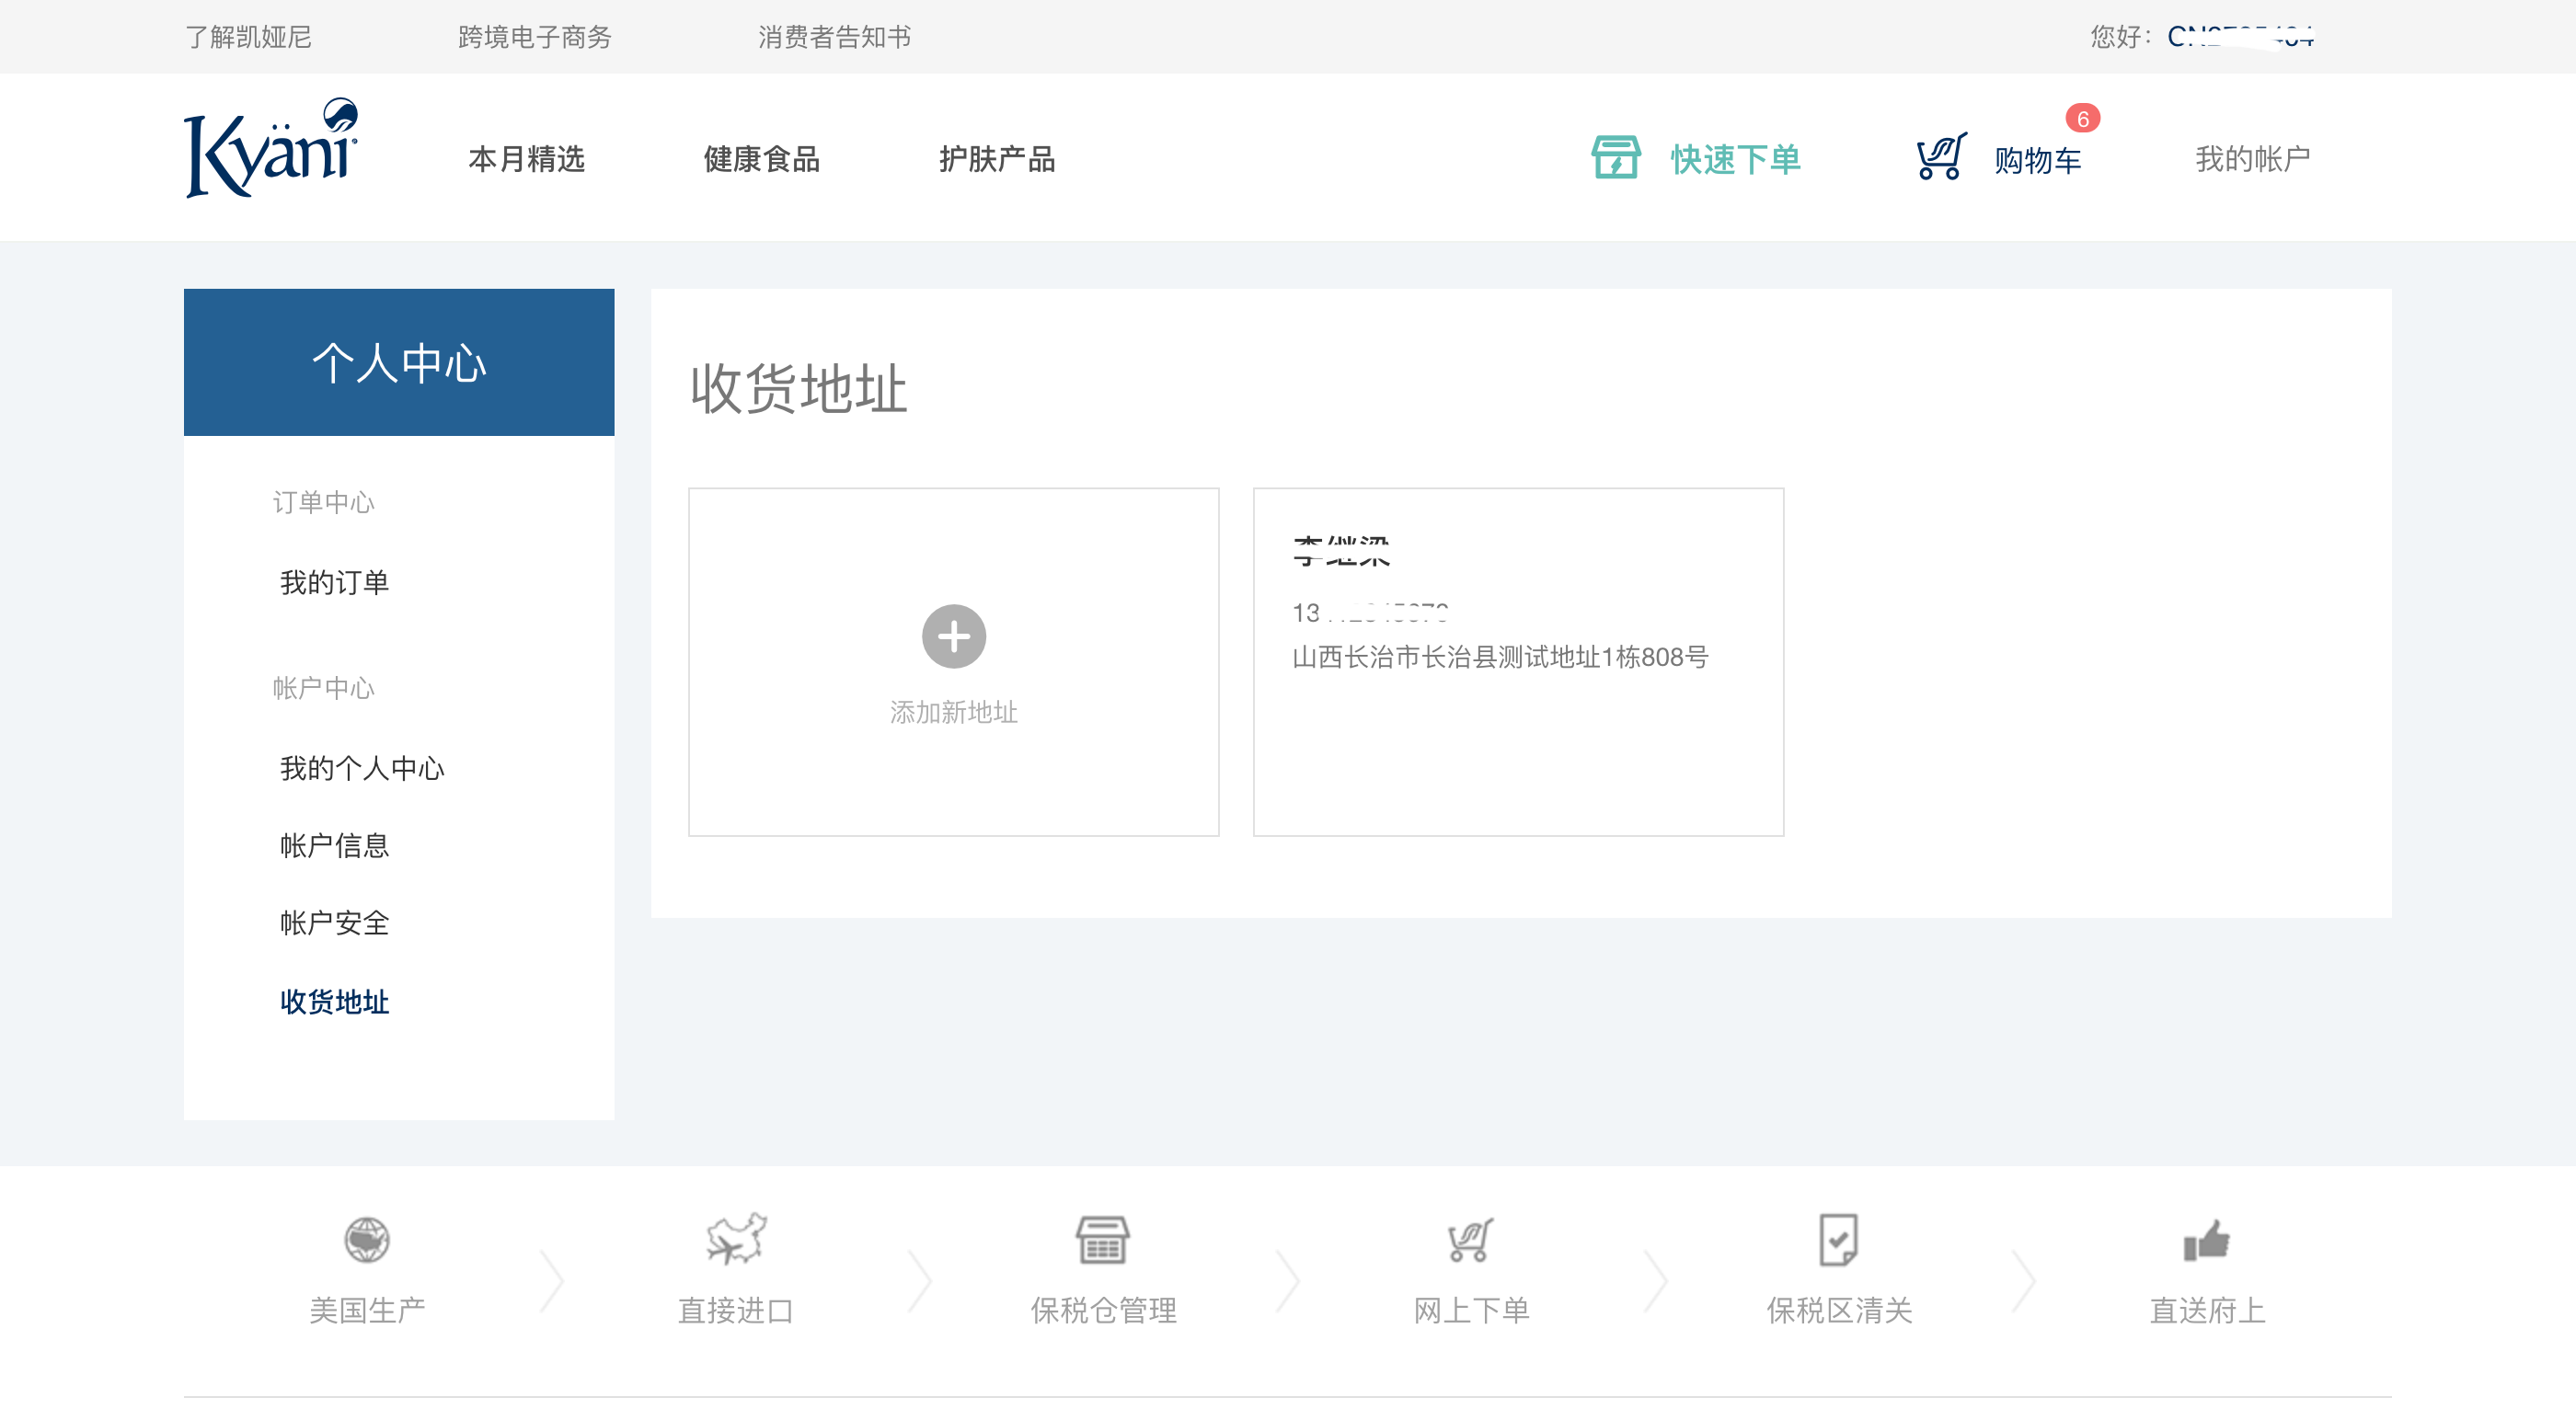 了解凯娅尼 跨境电子商务 消费者告知书 您好：
Kyäni 本月精选 健康食品 护肤产品 快速下单 购物车 6 我的帐户
个人中心
订单中心
我的订单
帐户中心
我的个人中心
帐户信息
帐户安全
收货地址
收货地址
添加新地址
13
山西长治市长治县测试地址1栋808号
美国生产 直接进口 保税仓管理 网上下单 保税区清关 直送府上